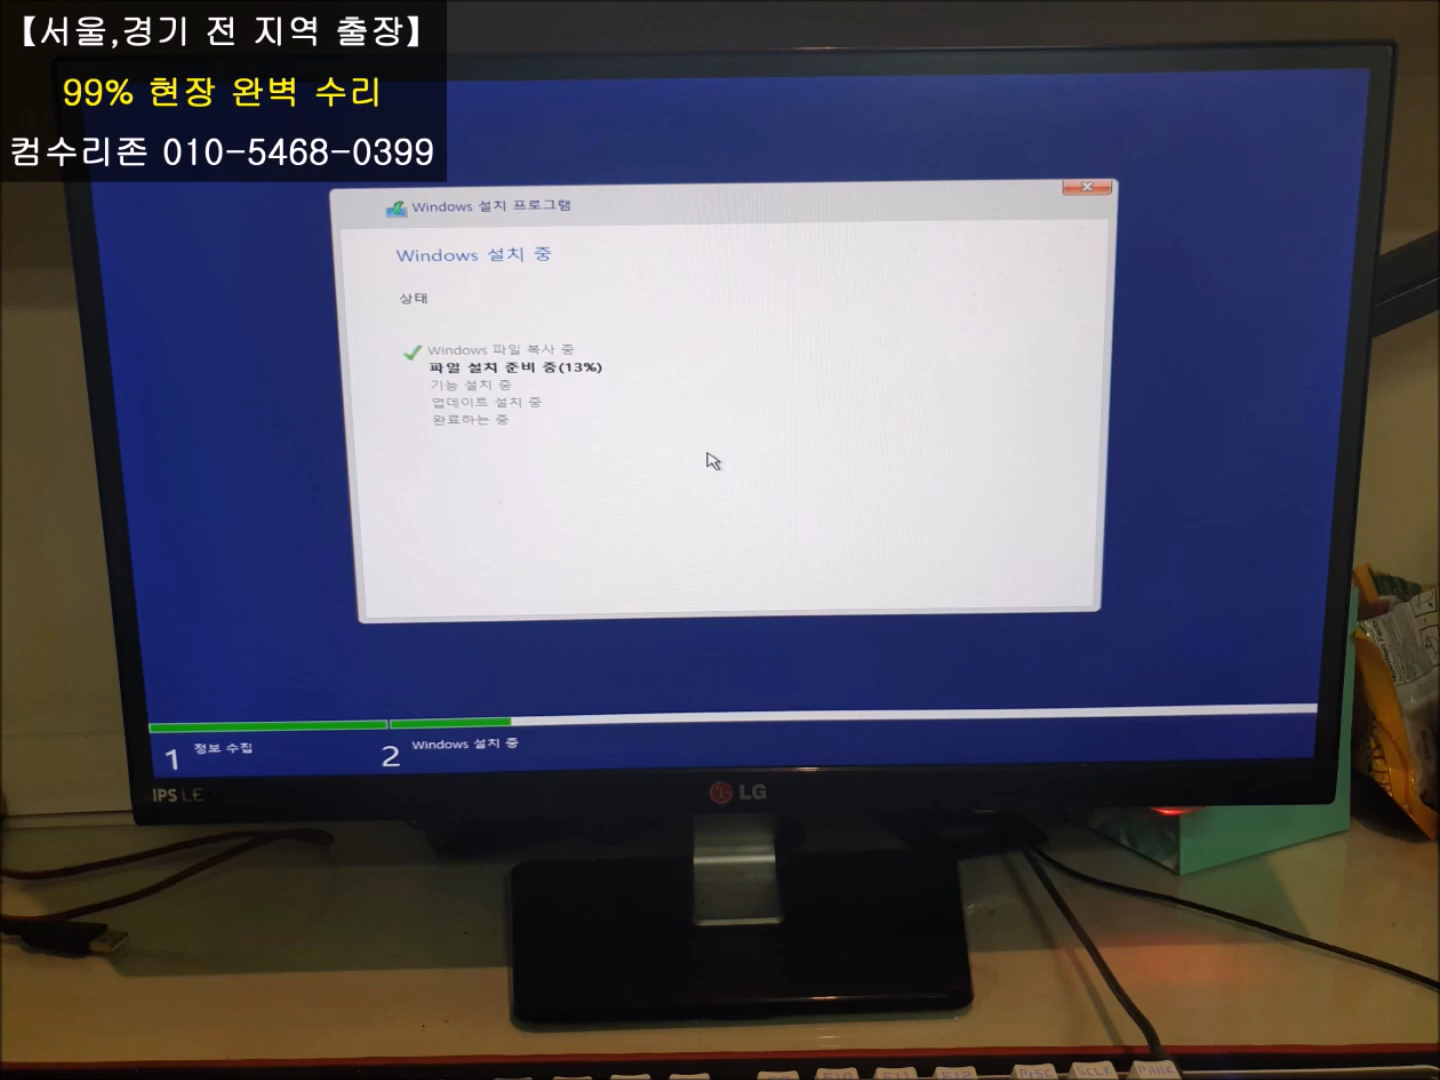 【서울,경기 전 지역 출장】
99% 현장 완벽 수리
컴수리존 010-5468-0399
Windows 설치 프로그램
Windows 설치 중
상태
Windows 파일 복사 중
파일 설치 준비 중(13%)
기능 설치 중
업데이트 설치 중
완료하는 중
1 정보 수집
2 Windows 설치 중
IPS LE
LG